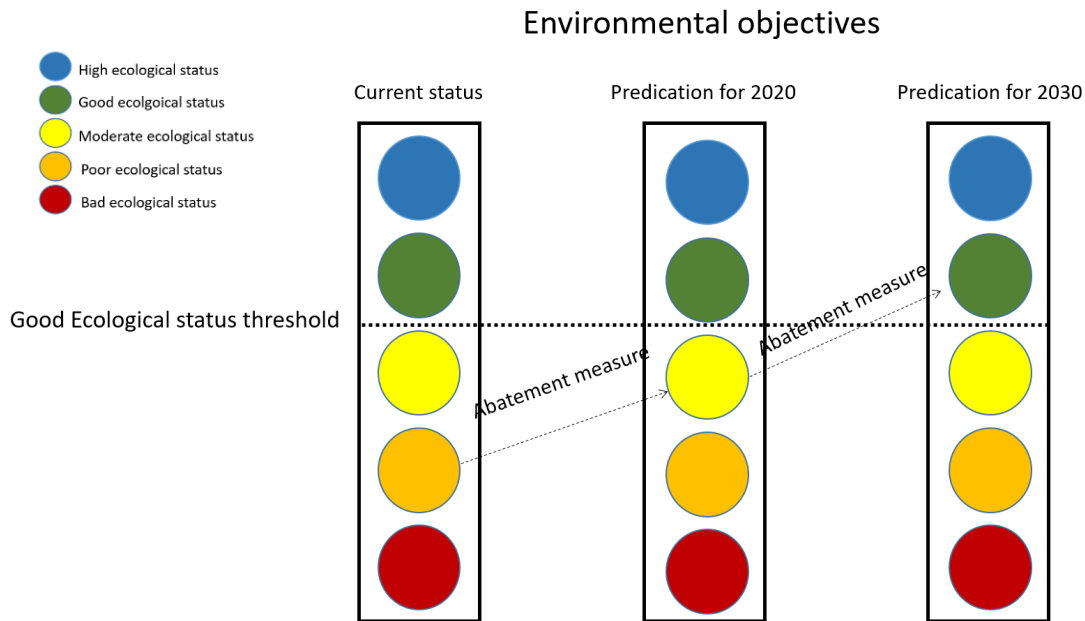 Environmental objectives
High ecological status
Good ecolgoical status
Moderate ecological status
Poor ecological status
Bad ecological status
Current status
Predication for 2020
Predication for 2030
Good Ecological status threshold
Abatement measure
Abatement measure